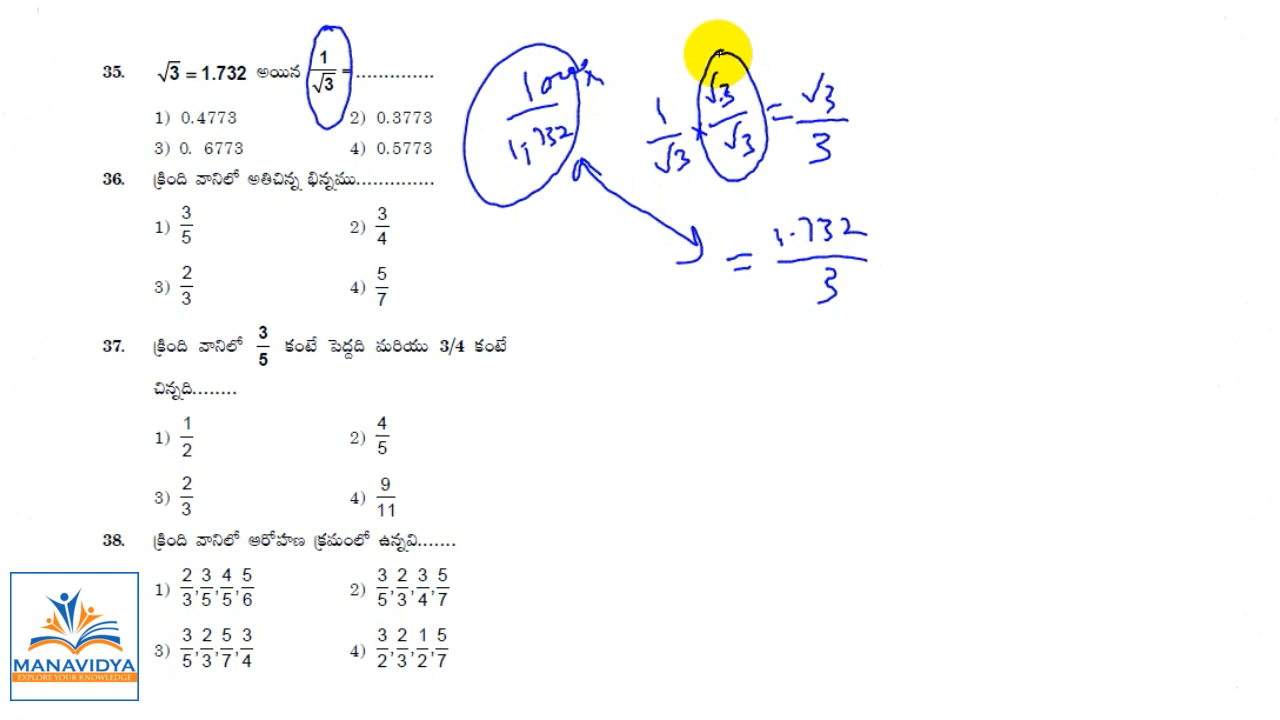 35. √3 = 1.732 అయిన 1/√3 = ..............
1) 0.4773 2) 0.3773
3) 0. 6773 4) 0.5773
36. క్రింది వానిలో అతిచిన్న భిన్నము..............
1) 3/5 2) 3/4
3) 2/3 4) 5/7
37. క్రింది వానిలో 3/5 కంటే పెద్దది మరియు 3/4 కంటే
చిన్నది........
1) 1/2 2) 4/5
3) 2/3 4) 9/11
38. క్రింది వానిలో ఆరోహణ క్రమంలో ఉన్నవి.......
1) 2/3, 3/5, 4/5, 5/6 2) 3/5, 2/3, 3/4, 5/7
3) 3/5, 2/3, 5/7, 3/4 4) 3/2, 2/3, 1/2, 5/7
1/√3 × √3/√3 = √3/3
= 1.732/3
MANAVIDYA
EXPLORE YOUR KNOWLEDGE